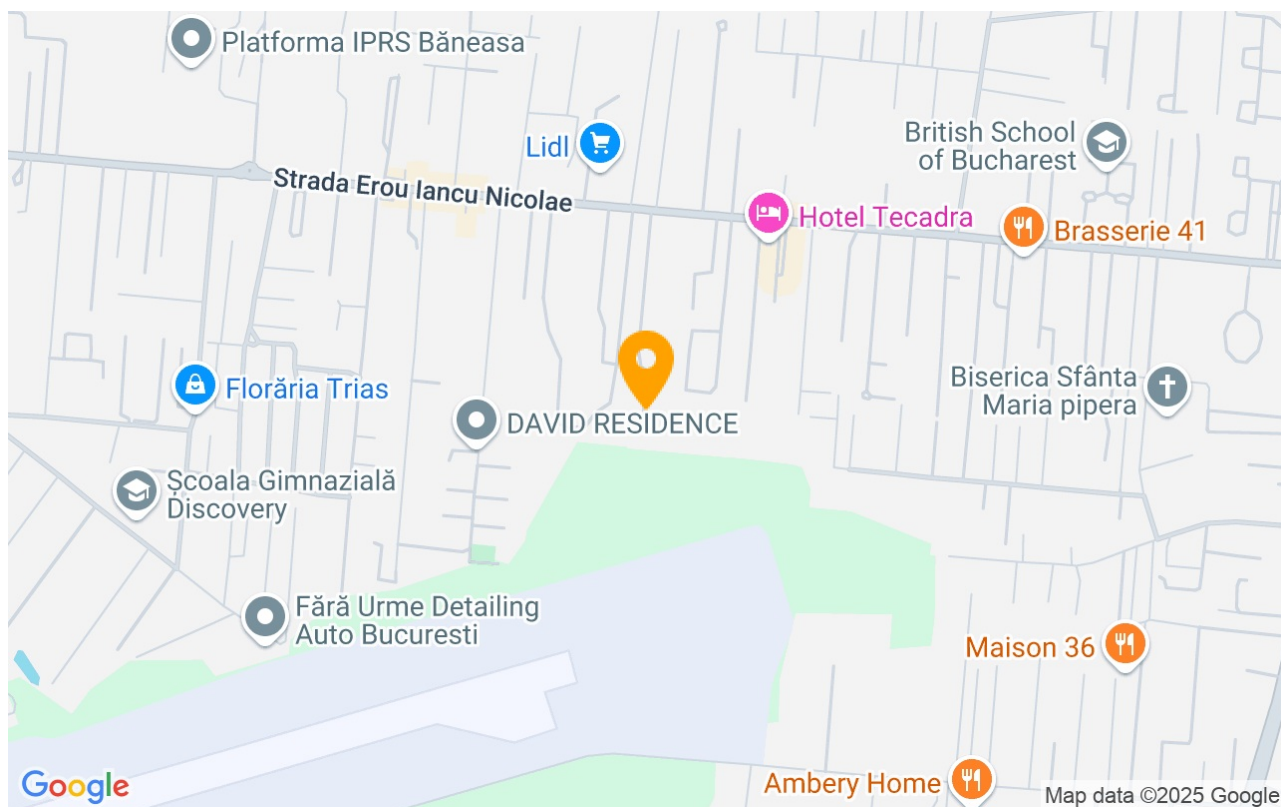 Platforma IPRS Băneasa
Lidl
British School
of Bucharest
Strada Erou Iancu Nicolae
Hotel Tecadra
Brasserie 41
Florăria Trias
DAVID RESIDENCE
Biserica Sfânta
Maria pipera
Școala Gimnazială
Discovery
Fără Urme Detailing
Auto Bucuresti
Maison 36
Ambery Home
Google
Map data ©2025 Google